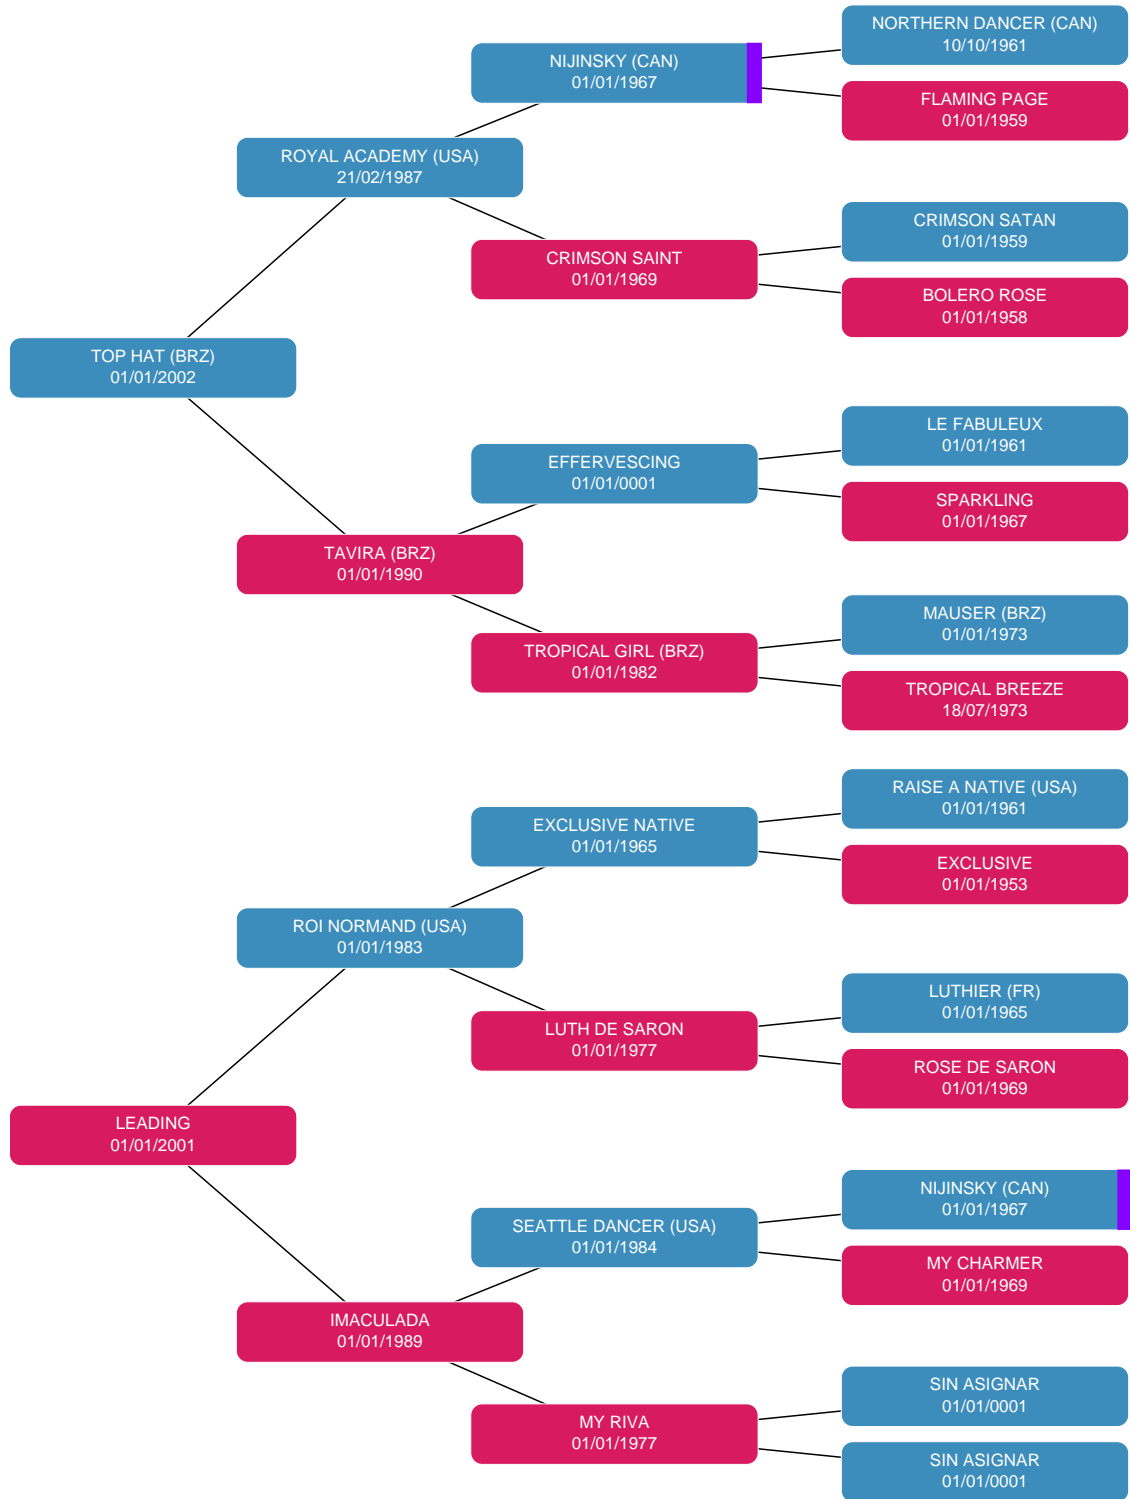 NORTHERN DANCER (CAN)
10/10/1961
NIJINSKY (CAN)
01/01/1967
FLAMING PAGE
01/01/1959
ROYAL ACADEMY (USA)
21/02/1987
CRIMSON SATAN
01/01/1959
CRIMSON SAINT
01/01/1969
BOLERO ROSE
01/01/1958
TOP HAT (BRZ)
01/01/2002
LE FABULEUX
01/01/1961
EFFERVESCING
01/01/0001
SPARKLING
01/01/1967
TAVIRA (BRZ)
01/01/1990
MAUSER (BRZ)
01/01/1973
TROPICAL GIRL (BRZ)
01/01/1982
TROPICAL BREEZE
18/07/1973
RAISE A NATIVE (USA)
01/01/1961
EXCLUSIVE NATIVE
01/01/1965
EXCLUSIVE
01/01/1953
ROI NORMAND (USA)
01/01/1983
LUTHIER (FR)
01/01/1965
LUTH DE SARON
01/01/1977
ROSE DE SARON
01/01/1969
LEADING
01/01/2001
NIJINSKY (CAN)
01/01/1967
SEATTLE DANCER (USA)
01/01/1984
MY CHARMER
01/01/1969
IMACULADA
01/01/1989
SIN ASIGNAR
01/01/0001
MY RIVA
01/01/1977
SIN ASIGNAR
01/01/0001